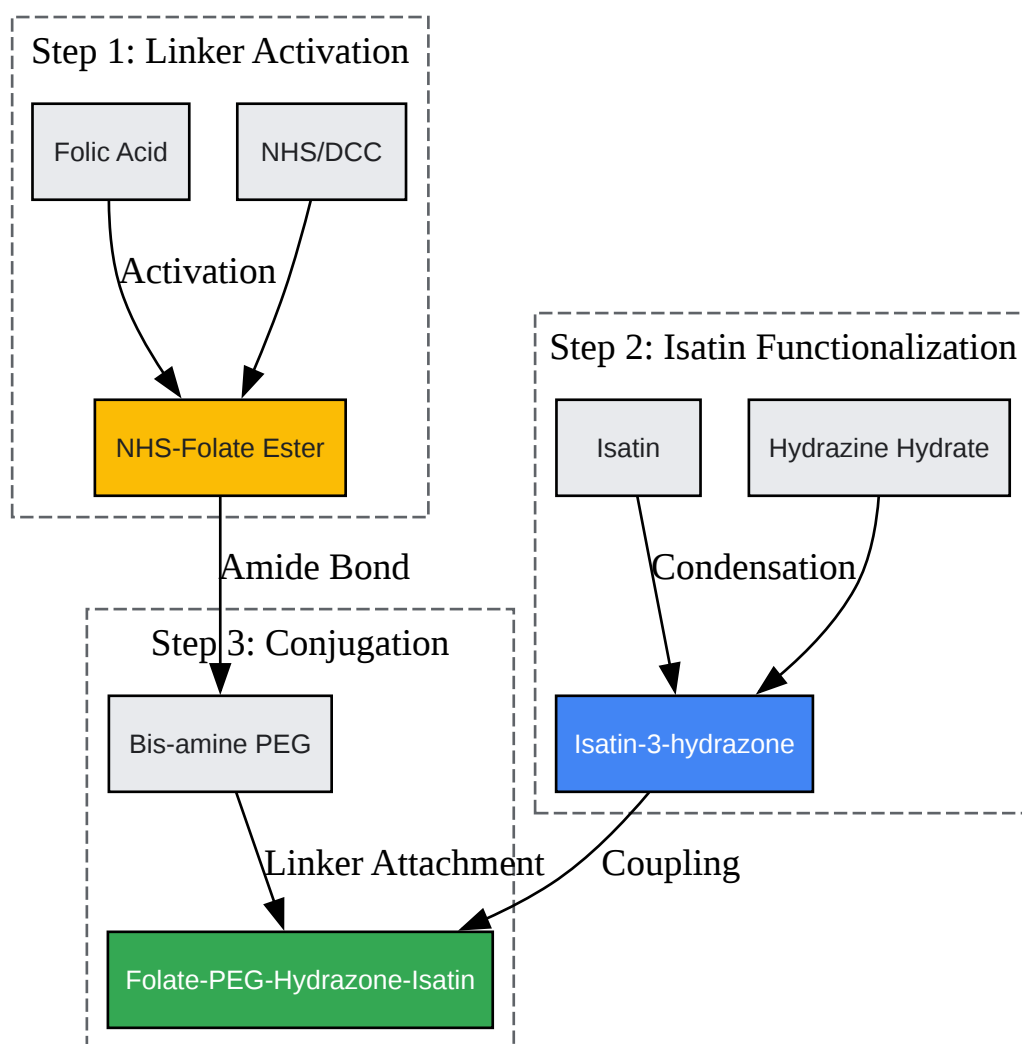 Step 1: Linker Activation
Folic Acid
NHS/DCC
Activation
NHS-Folate Ester
Step 2: Isatin Functionalization
Isatin
Hydrazine Hydrate
Condensation
Isatin-3-hydrazone
Amide Bond
Step 3: Conjugation
Bis-amine PEG
Linker Attachment
Coupling
Folate-PEG-Hydrazone-Isatin